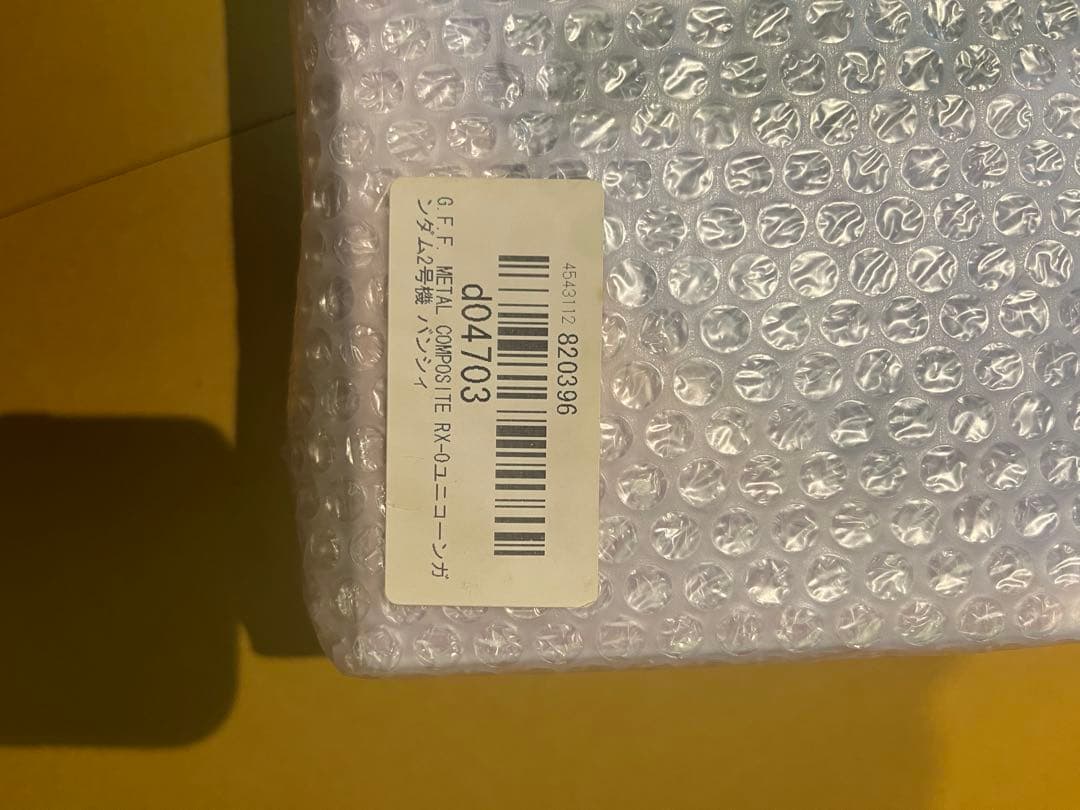 4543112 820396
d04703
G.F.F. METAL COMPOSITE RX-0ユニコーンガ
ンダム2号機 バンシィ